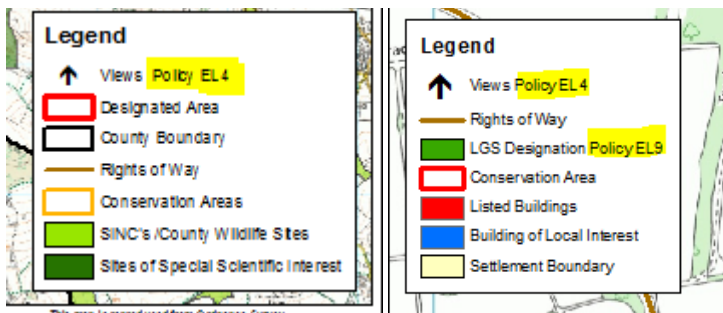 Legend
Views Policy EL4
Designated Area
County Boundary
Rights of Way
Conservation Areas
SINC's /County Wildlife Sites
Sites of Special Scientific Interest
Legend
Views Policy EL4
Rights of Way
LGS Designation Policy EL9
Conservation Area
Listed Buildings
Building of Local Interest
Settlement Boundary